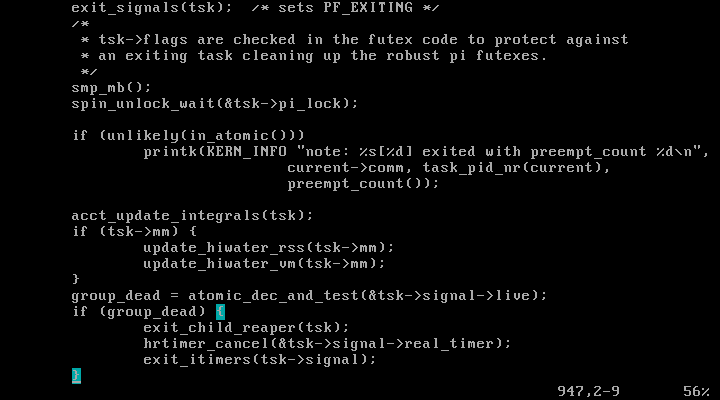 exit_signals(tsk);  /* sets PF_EXITING */
/*
 * tsk->flags are checked in the futex code to protect against
 * an exiting task cleaning up the robust pi futexes.
 */
smp_mb();
spin_unlock_wait(&tsk->pi_lock);
if (unlikely(in_atomic()))
printk(KERN_INFO "note: %s[%d] exited with preempt_count %d\n",
current->comm, task_pid_nr(current),
preempt_count());
acct_update_integrals(tsk);
if (tsk->mm) {
update_hiwater_rss(tsk->mm);
update_hiwater_vm(tsk->mm);
}
group_dead = atomic_dec_and_test(&tsk->signal->live);
if (group_dead) {
exit_child_reaper(tsk);
hrtimer_cancel(&tsk->signal->real_timer);
exit_itimers(tsk->signal);
}
947,2-9 56%